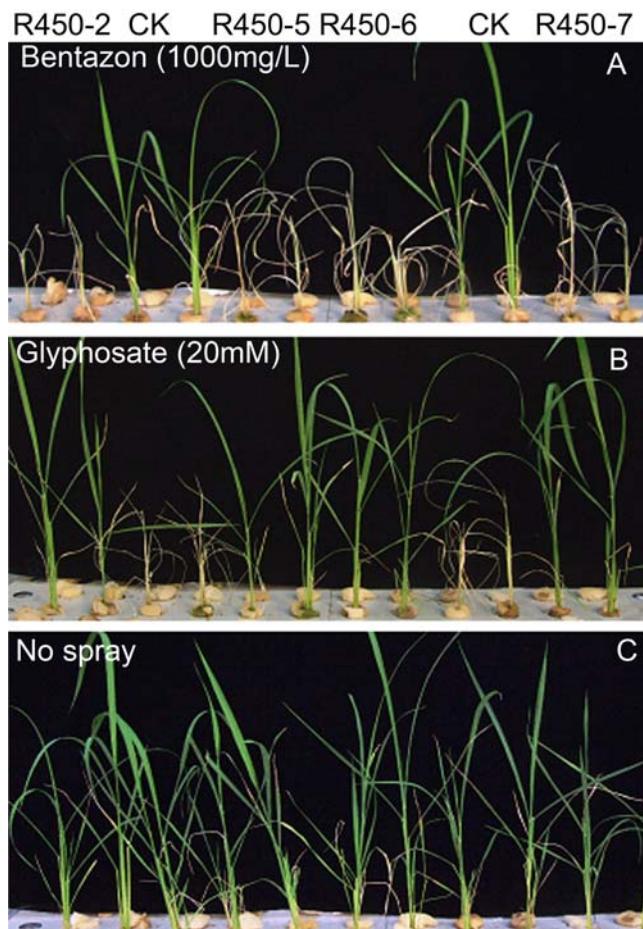 R450-2 CK R450-5 R450-6 CK R450-7
Bentazon (1000mg/L) A
Glyphosate (20mM) B
No spray C